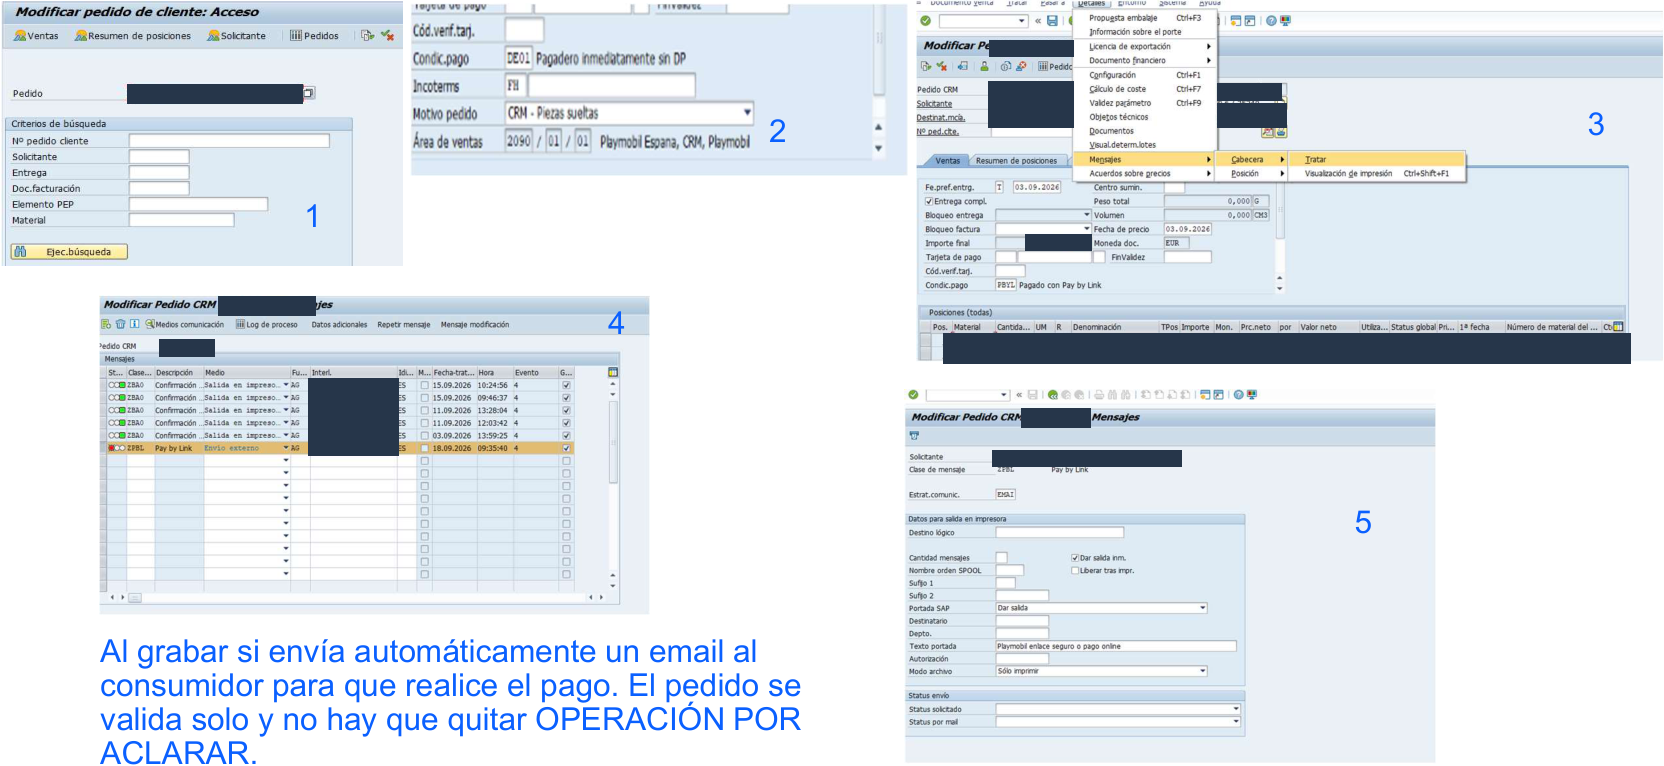 Modificar pedido de cliente: Acceso
Ventas Resumen de posiciones Solicitante Pedidos
Pedido
Criterios de búsqueda
Nº pedido cliente
Solicitante
Entrega
Doc.facturación
Elemento PEP
Material
Ejec.búsqueda
1
Tarjeta de pago FinValidez
Cód.verif.tarj.
Condic.pago DE01 Pagadero inmediatamente sin DP
Incoterms FH
Motivo pedido CRM - Piezas sueltas
Área de ventas 2090 / 01 / 01 Playmobil Espana, CRM, Playmobil
2
Documento venta Tratar Pasar a Detalles Entorno Sistema Ayuda
Propuesta embalaje Ctrl+F3
Información sobre el porte
Licencia de exportación
Documento financiero
Configuración Ctrl+F1
Cálculo de coste Ctrl+F7
Validez parámetro Ctrl+F9
Objetos técnicos
Documentos
Visual.determ.lotes
Mensajes Cabecera Tratar
Acuerdos sobre precios Posición Visualización de impresión Ctrl+Shift+F1
Modificar Pe
Pedido
Pedido CRM
Solicitante
Destinat.mcía.
Nº ped.clte.
3
Ventas Resumen de posiciones
Fe.pref.entrg. T 03.09.2026 Centro sumin.
Entrega compl. Peso total 0,000 G
Bloqueo entrega Volumen 0,000 CM3
Bloqueo factura Fecha de precio 03.09.2026
Importe final Moneda doc. EUR
Tarjeta de pago FinValidez
Cód.verif.tarj.
Condic.pago PBYL Pagado con Pay by Link
Posiciones (todas)
Pos. Material Cantida... UM R Denominación TPos Importe Mon. Prc.neto por Valor neto Utiliza... Status global Pri... 1ª fecha Número de material del ... Ct
Modificar Pedido CRM jes
Medios comunicación Log de proceso Datos adicionales Repetir mensaje Mensaje modificación
4
Pedido CRM
Mensajes
St... Clase... Descripción Medio Fu... Interl. Idi... M... Fecha-trat... Hora Evento G...
ZBA0 Confirmación ... Salida en impreso... AG ES 15.09.2026 10:24:56 4
ZBA0 Confirmación ... Salida en impreso... AG ES 15.09.2026 09:46:37 4
ZBA0 Confirmación ... Salida en impreso... AG ES 11.09.2026 13:28:04 4
ZBA0 Confirmación ... Salida en impreso... AG ES 11.09.2026 12:03:42 4
ZBA0 Confirmación ... Salida en impreso... AG ES 03.09.2026 13:59:25 4
ZPBL Pay by Link Envío externo AG ES 18.09.2026 09:35:40 4
Modificar Pedido CRM Mensajes
Solicitante
Clase de mensaje ZPBL Pay by Link
Estrat.comunic. EMAI
5
Datos para salida en impresora
Destino lógico
Cantidad mensajes Dar salida inm.
Nombre orden SPOOL Liberar tras impr.
Sufijo 1
Sufijo 2
Portada SAP Dar salida
Destinatario
Depto.
Texto portada Playmobil enlace seguro o pago online
Autorización
Modo archivo Sólo imprimir
Status envío
Status solicitado
Status por mail
Al grabar si envía automáticamente un email al
consumidor para que realice el pago. El pedido se
valida solo y no hay que quitar OPERACIÓN POR
ACLARAR.